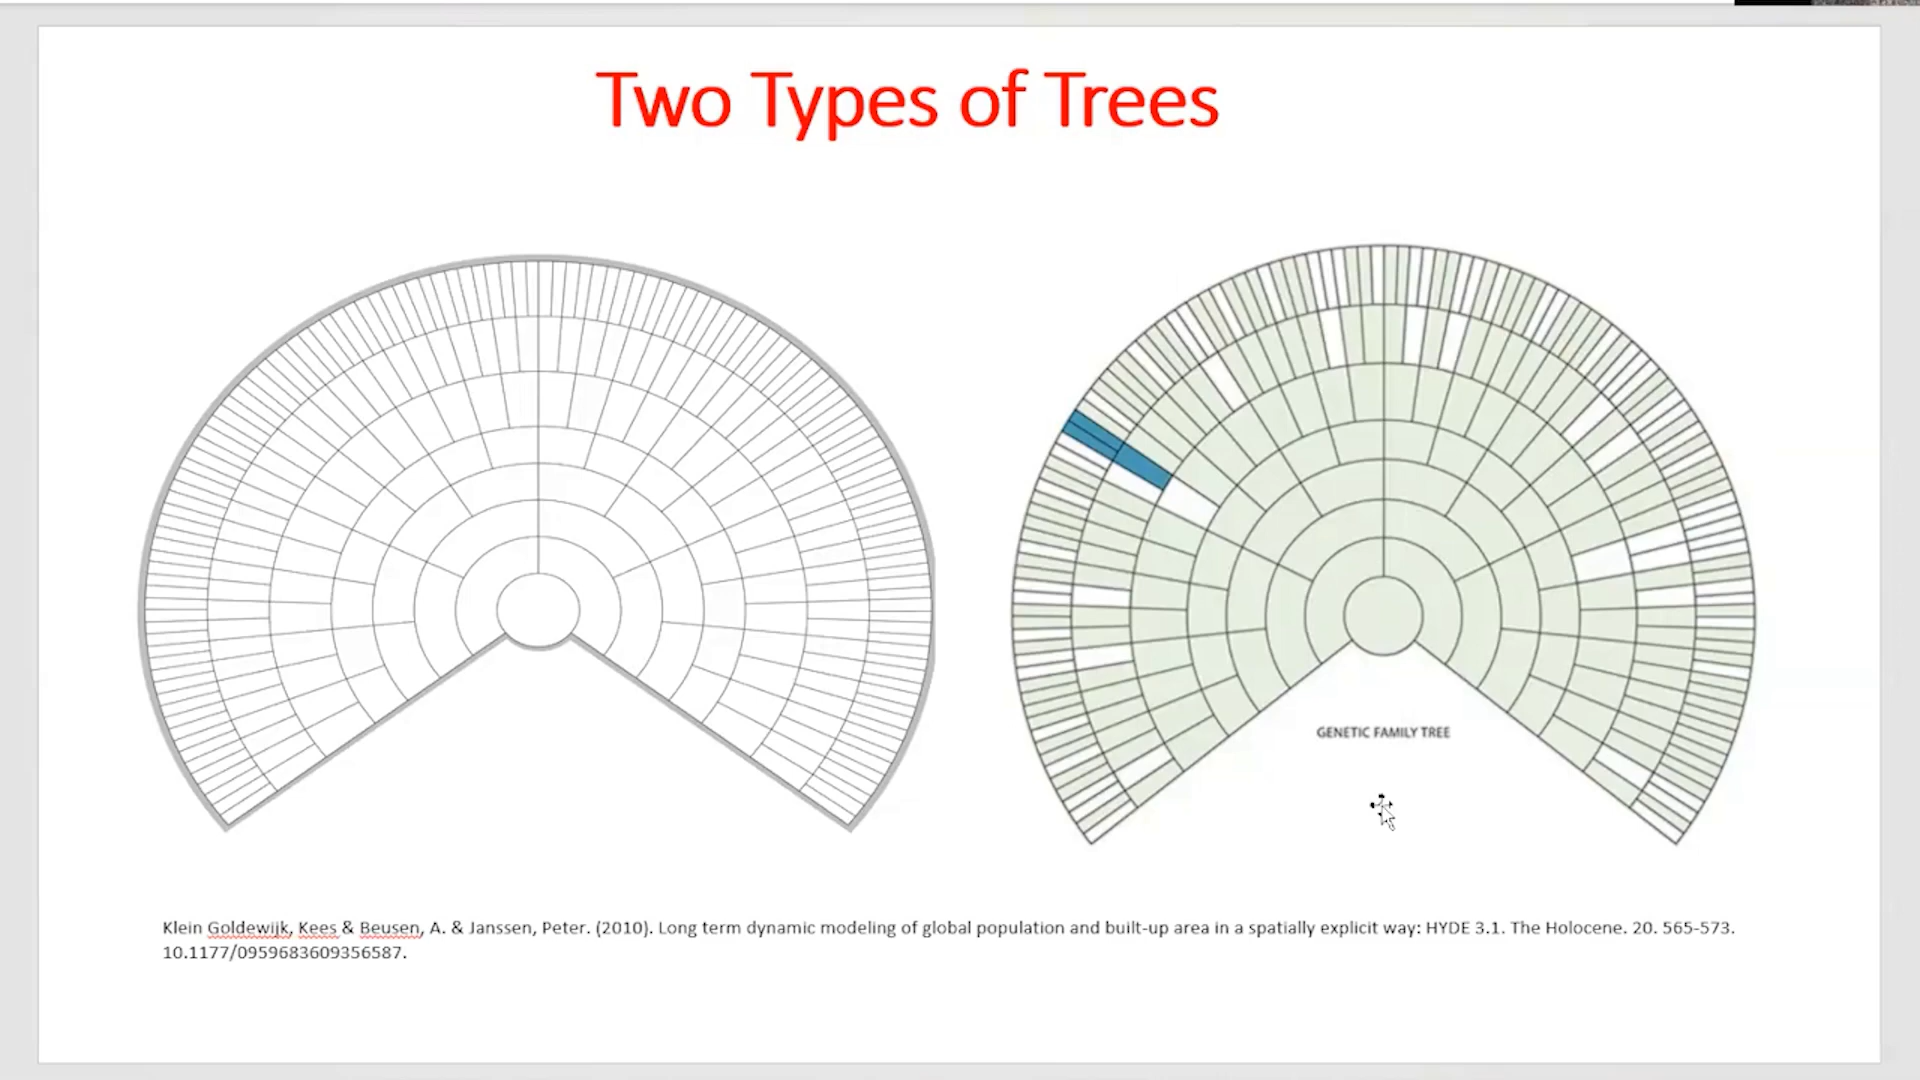 Two Types of Trees
GENETIC FAMILY TREE
Klein Goldewijk, Kees & Beusen, A. & Janssen, Peter. (2010). Long term dynamic modeling of global population and built-up area in a spatially explicit way: HYDE 3.1. The Holocene. 20. 565-573.
10.1177/0959683609356587.